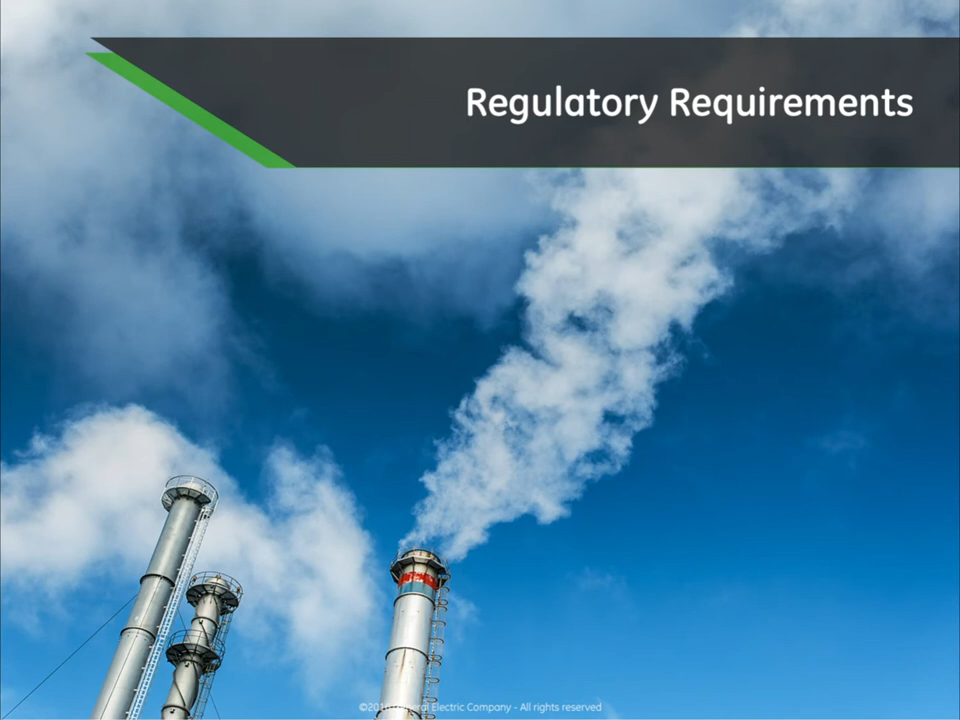 Regulatory Requirements
Electric Company - All rights reserved